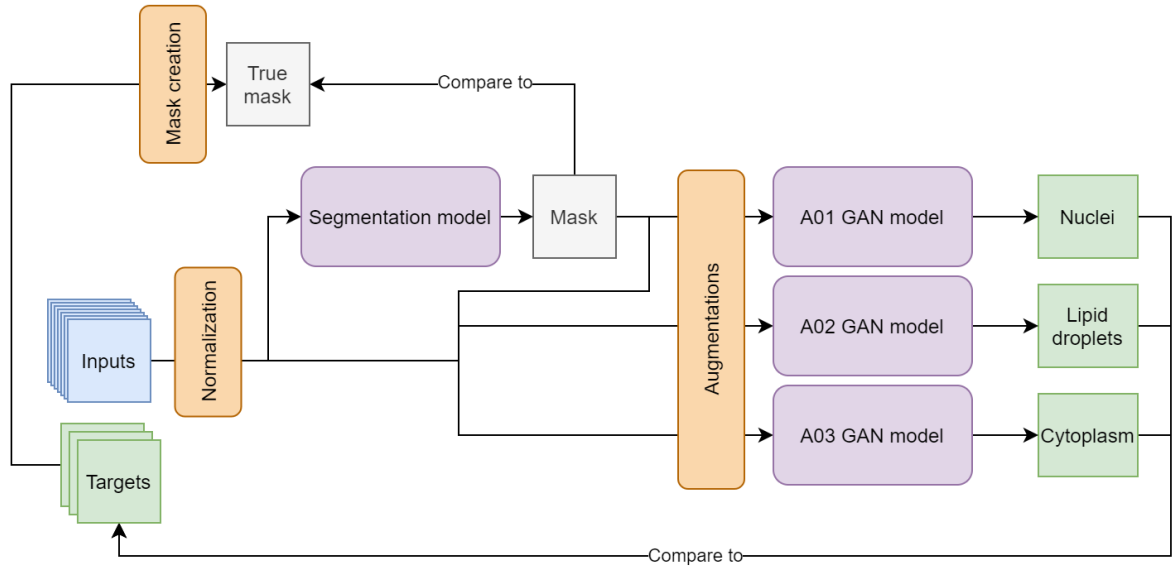 Mask creation
True
mask
Compare to
Segmentation model
Mask
Augmentations
A01 GAN model
Nuclei
Inputs
Normalization
A02 GAN model
Lipid
droplets
Targets
A03 GAN model
Cytoplasm
Compare to